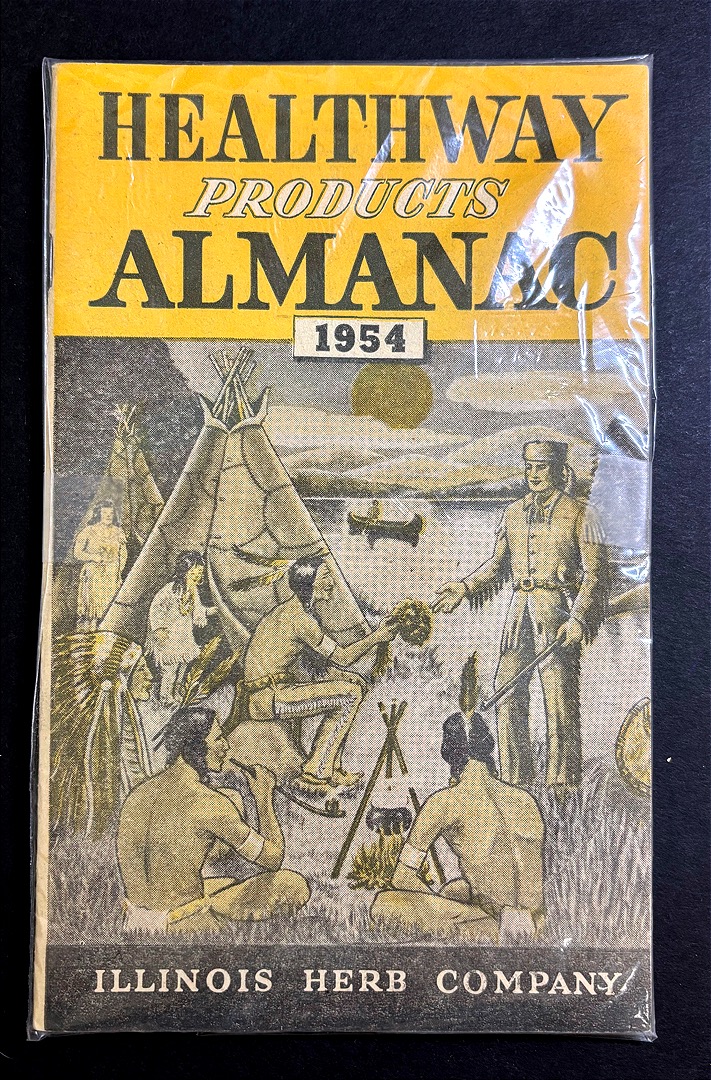 HEALTHWAY
PRODUCTS
ALMANAC
1954
ILLINOIS HERB COMPANY